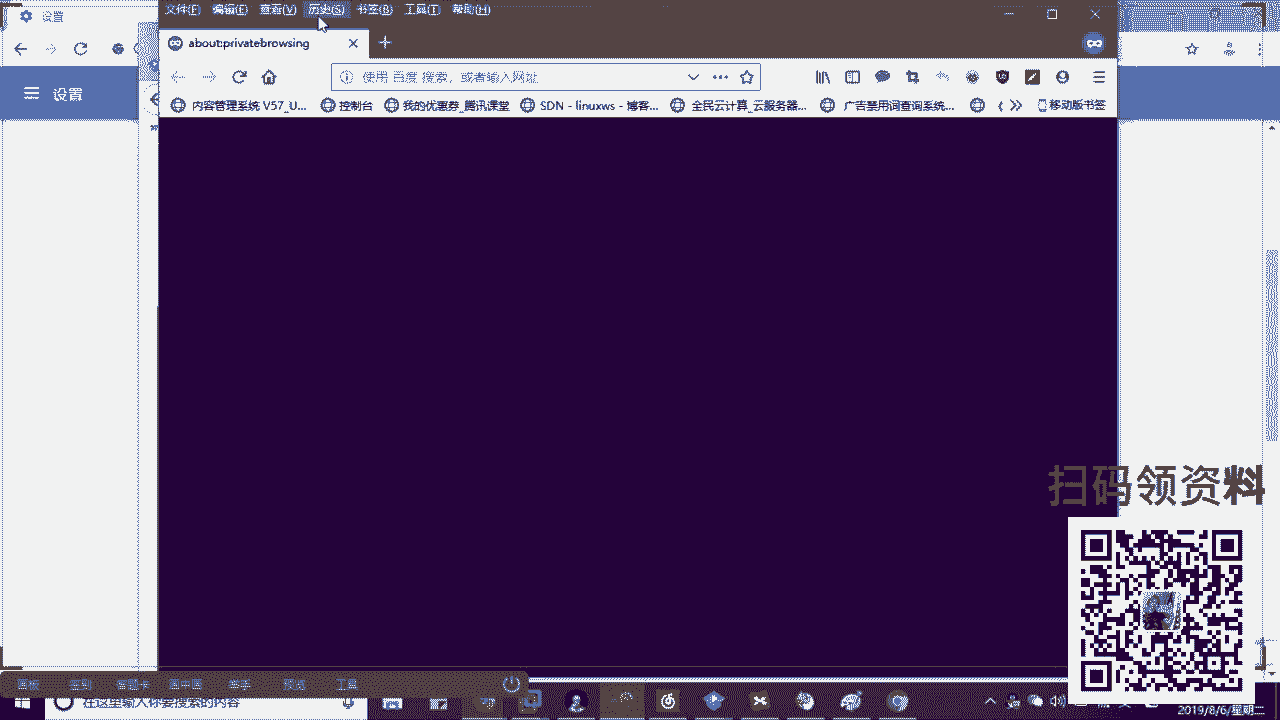 设置
文件(F) 编辑(E) 查看(V) 历史(S) 书签(B) 工具(T) 帮助(H)
about:privatebrowsing
使用 百度 搜索，或者输入网址
设置
内容管理系统 V57_U... 控制台 我的优惠券_腾讯课堂 SDN - linuxws - 博客... 全民云计算_云服务器... 广告禁用词查询系统... 移动版书签
扫码领资料
工具
在这里输入你要搜索的内容
2019/8/6/星期二